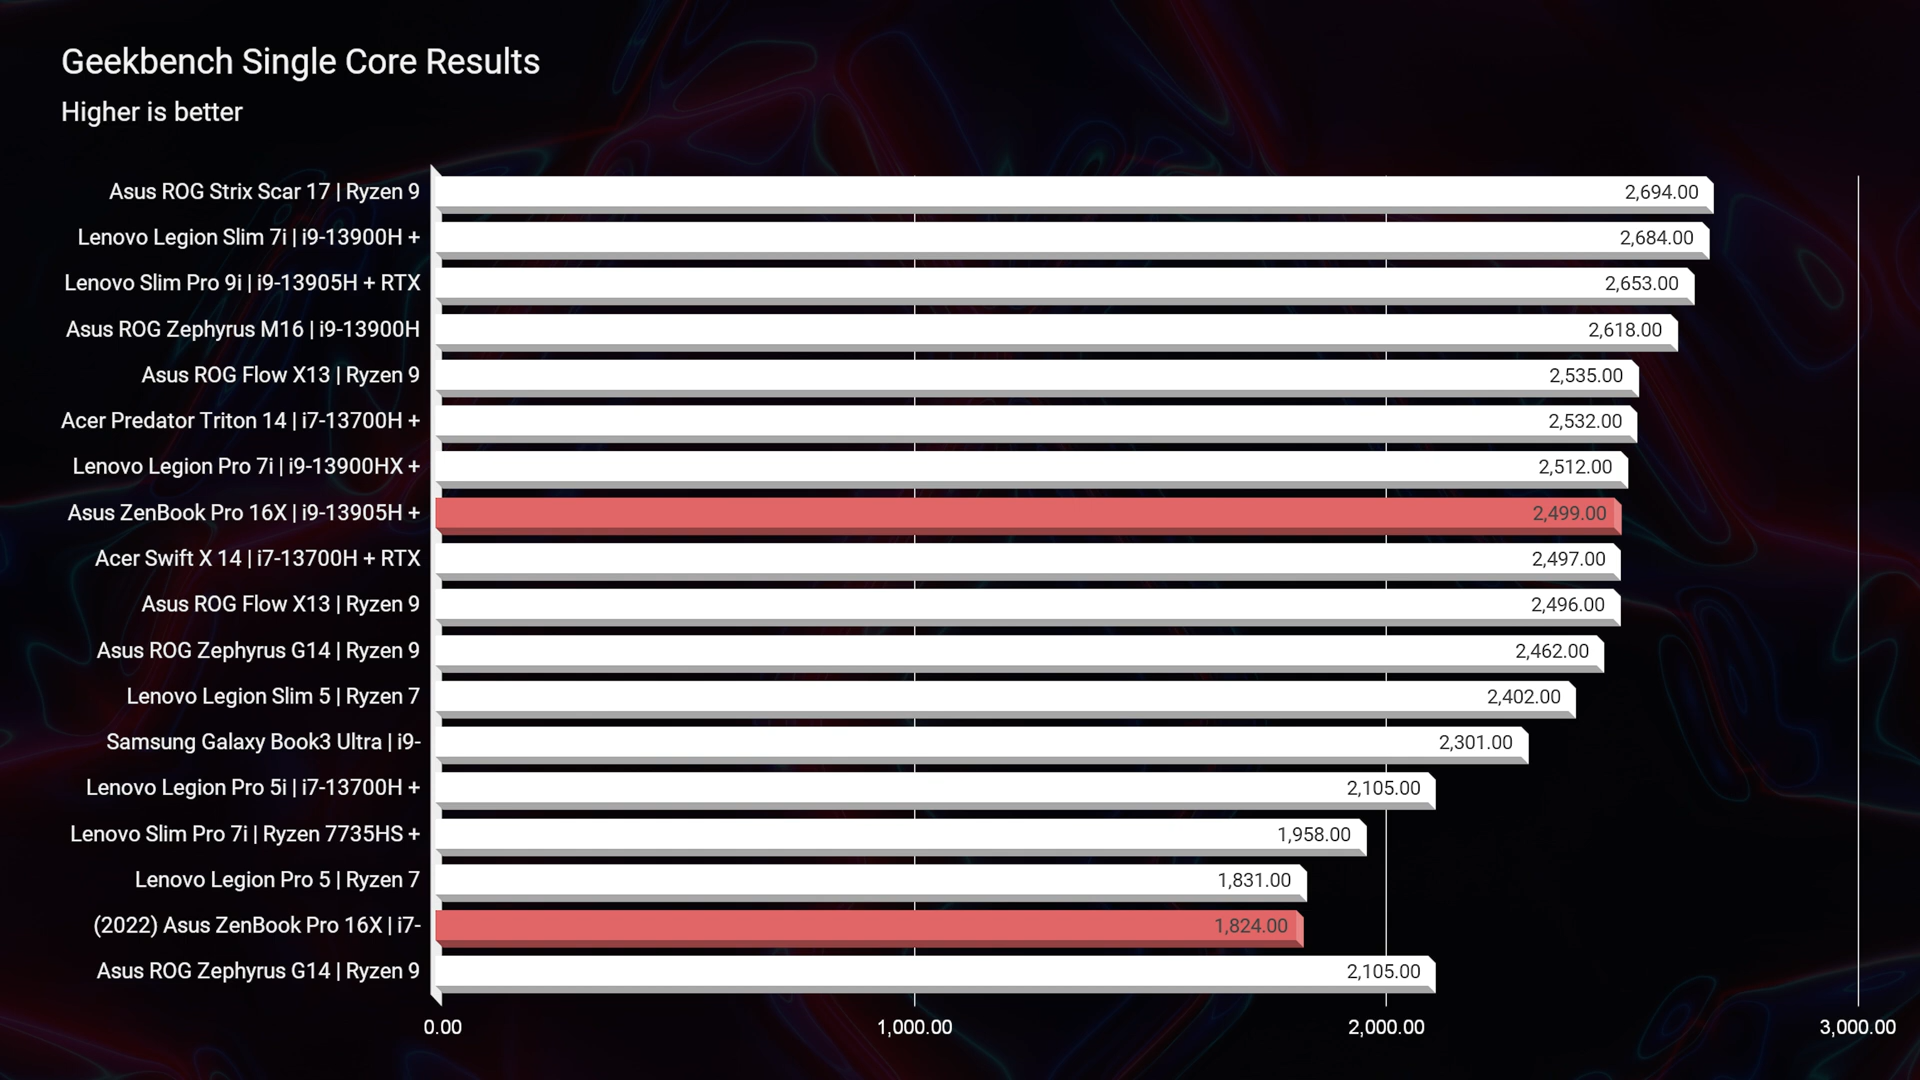 Geekbench Single Core Results
Higher is better
Asus ROG Strix Scar 17 | Ryzen 9 2,694.00
Lenovo Legion Slim 7i | i9-13900H + 2,684.00
Lenovo Slim Pro 9i | i9-13905H + RTX 2,653.00
Asus ROG Zephyrus M16 | i9-13900H 2,618.00
Asus ROG Flow X13 | Ryzen 9 2,535.00
Acer Predator Triton 14 | i7-13700H + 2,532.00
Lenovo Legion Pro 7i | i9-13900HX + 2,512.00
Asus ZenBook Pro 16X | i9-13905H + 2,499.00
Acer Swift X 14 | i7-13700H + RTX 2,497.00
Asus ROG Flow X13 | Ryzen 9 2,496.00
Asus ROG Zephyrus G14 | Ryzen 9 2,462.00
Lenovo Legion Slim 5 | Ryzen 7 2,402.00
Samsung Galaxy Book3 Ultra | i9- 2,301.00
Lenovo Legion Pro 5i | i7-13700H + 2,105.00
Lenovo Slim Pro 7i | Ryzen 7735HS + 1,958.00
Lenovo Legion Pro 5 | Ryzen 7 1,831.00
(2022) Asus ZenBook Pro 16X | i7- 1,824.00
Asus ROG Zephyrus G14 | Ryzen 9 2,105.00
0.00 1,000.00 2,000.00 3,000.00